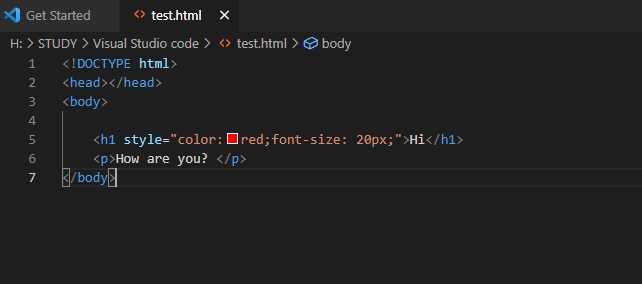 Get Started test.html
H: > STUDY > Visual Studio code > test.html > body
1 <!DOCTYPE html>
2 <head></head>
3 <body>
4
5 <h1 style="color:red;font-size: 20px;">Hi</h1>
6 <p>How are you? </p>
7 </body>